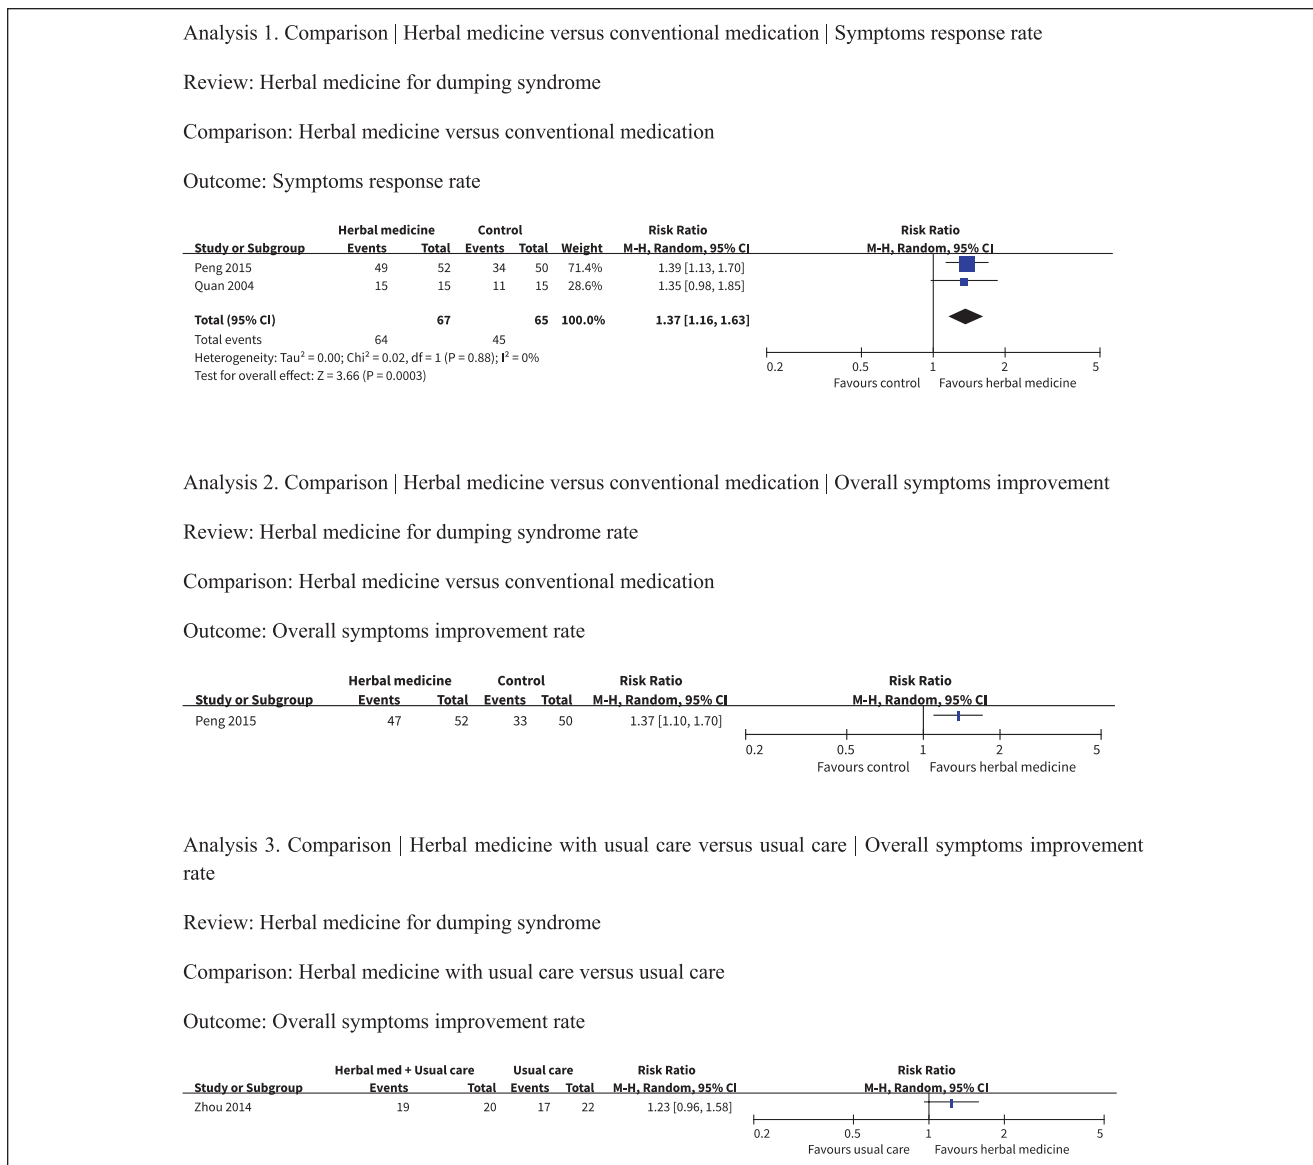 Analysis 1. Comparison | Herbal medicine versus conventional medication | Symptoms response rate
Review: Herbal medicine for dumping syndrome
Comparison: Herbal medicine versus conventional medication
Outcome: Symptoms response rate
Herbal medicine Control Risk Ratio Risk Ratio
Study or Subgroup Events Total Events Total Weight M-H, Random, 95% CI M-H, Random, 95% CI
Peng 2015 49 52 34 50 71.4% 1.39 [1.13, 1.70]
Quan 2004 15 15 11 15 28.6% 1.35 [0.98, 1.85]
Total (95% CI) 67 65 100.0% 1.37 [1.16, 1.63]
Total events 64 45
Heterogeneity: Tau² = 0.00; Chi² = 0.02, df = 1 (P = 0.88); I² = 0%
Test for overall effect: Z = 3.66 (P = 0.0003)
0.2 0.5 1 2 5
Favours control Favours herbal medicine
Analysis 2. Comparison | Herbal medicine versus conventional medication | Overall symptoms improvement
Review: Herbal medicine for dumping syndrome rate
Comparison: Herbal medicine versus conventional medication
Outcome: Overall symptoms improvement rate
Herbal medicine Control Risk Ratio Risk Ratio
Study or Subgroup Events Total Events Total M-H, Random, 95% CI M-H, Random, 95% CI
Peng 2015 47 52 33 50 1.37 [1.10, 1.70]
0.2 0.5 1 2 5
Favours control Favours herbal medicine
Analysis 3. Comparison | Herbal medicine with usual care versus usual care | Overall symptoms improvement
rate
Review: Herbal medicine for dumping syndrome
Comparison: Herbal medicine with usual care versus usual care
Outcome: Overall symptoms improvement rate
Herbal med + Usual care Usual care Risk Ratio Risk Ratio
Study or Subgroup Events Total Events Total M-H, Random, 95% CI M-H, Random, 95% CI
Zhou 2014 19 20 17 22 1.23 [0.96, 1.58]
0.2 0.5 1 2 5
Favours usual care Favours herbal medicine